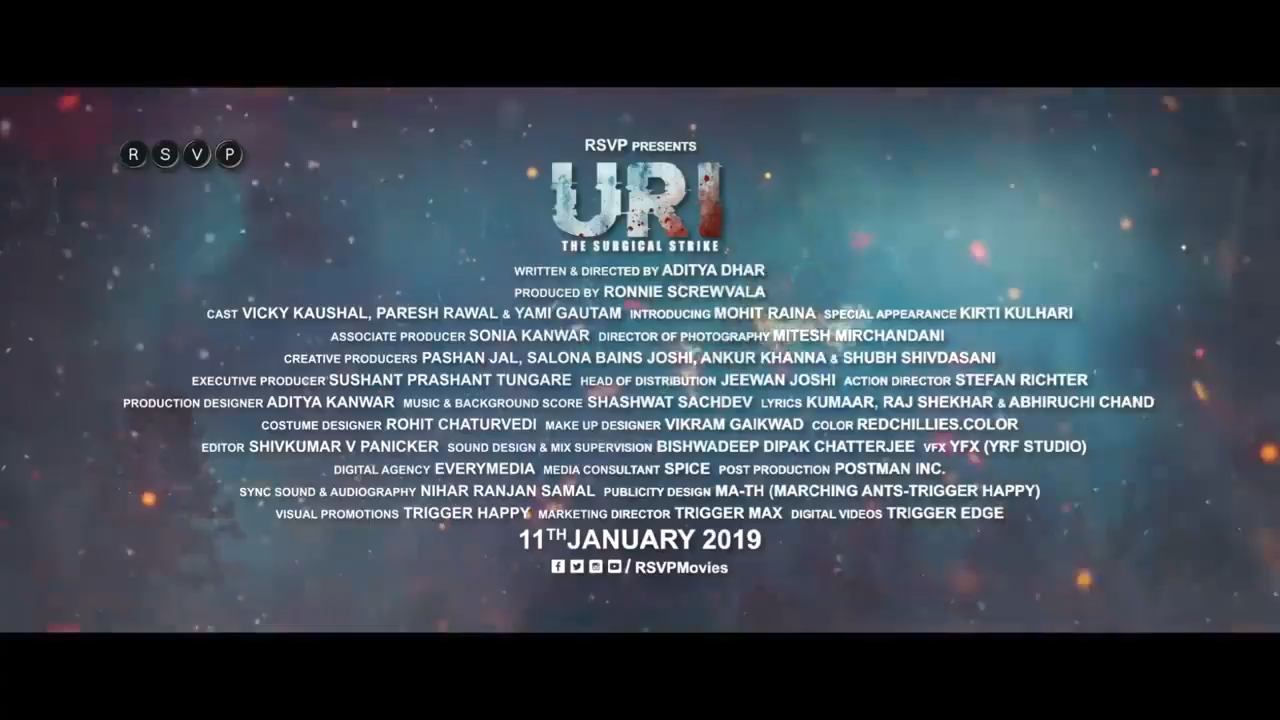 R S V P
RSVP PRESENTS
URI
THE SURGICAL STRIKE
WRITTEN & DIRECTED BY ADITYA DHAR
PRODUCED BY RONNIE SCREWVALA
CAST VICKY KAUSHAL, PARESH RAWAL & YAMI GAUTAM INTRODUCING MOHIT RAINA SPECIAL APPEARANCE KIRTI KULHARI
ASSOCIATE PRODUCER SONIA KANWAR DIRECTOR OF PHOTOGRAPHY MITESH MIRCHANDANI
CREATIVE PRODUCERS PASHAN JAL, SALONA BAINS JOSHI, ANKUR KHANNA & SHUBH SHIVDASANI
EXECUTIVE PRODUCER SUSHANT PRASHANT TUNGARE HEAD OF DISTRIBUTION JEEWAN JOSHI ACTION DIRECTOR STEFAN RICHTER
PRODUCTION DESIGNER ADITYA KANWAR MUSIC & BACKGROUND SCORE SHASHWAT SACHDEV LYRICS KUMAAR, RAJ SHEKHAR & ABHIRUCHI CHAND
COSTUME DESIGNER ROHIT CHATURVEDI MAKE UP DESIGNER VIKRAM GAIKWAD COLOR REDCHILLIES.COLOR
EDITOR SHIVKUMAR V PANICKER SOUND DESIGN & MIX SUPERVISION BISHWADEEP DIPAK CHATTERJEE VFX YFX (YRF STUDIO)
DIGITAL AGENCY EVERYMEDIA MEDIA CONSULTANT SPICE POST PRODUCTION POSTMAN INC.
SYNC SOUND & AUDIOGRAPHY NIHAR RANJAN SAMAL PUBLICITY DESIGN MA-TH (MARCHING ANTS-TRIGGER HAPPY)
VISUAL PROMOTIONS TRIGGER HAPPY MARKETING DIRECTOR TRIGGER MAX DIGITAL VIDEOS TRIGGER EDGE
11TH JANUARY 2019
/ RSVPMovies